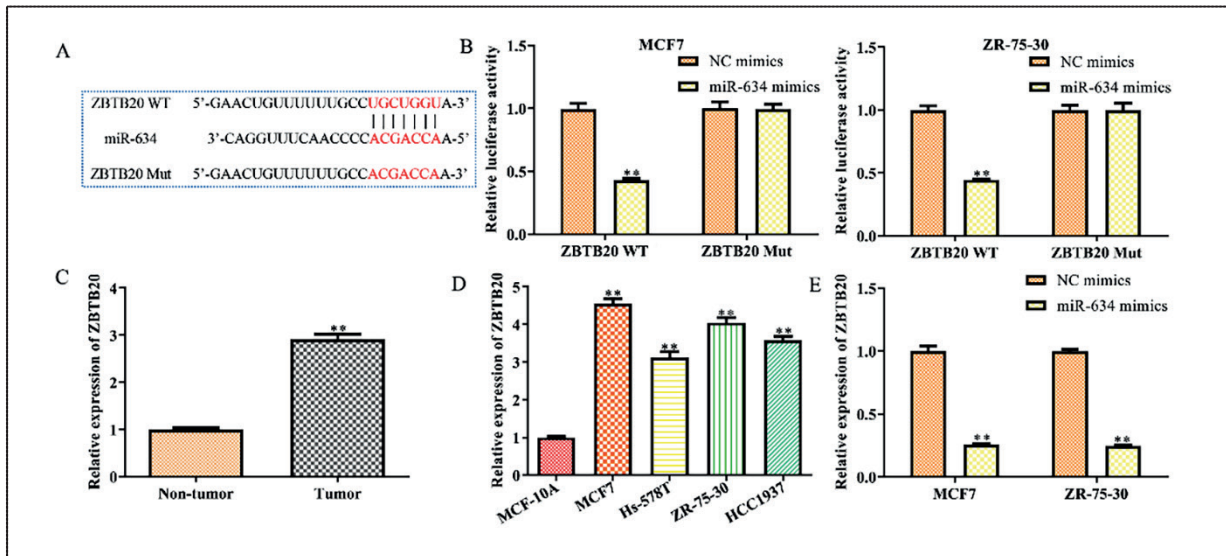 A
ZBTB20 WT 5'-GAACUGUUUUUUGCCUGCUGGUA-3'
miR-634 3'-CAGGUUUCAACCCCACGACCAA-5'
ZBTB20 Mut 5'-GAACUGUUUUUUGCCACGACCAA-3'
B
MCF7
NC mimics
miR-634 mimics
Relative luciferase activity
1.5
1.0
0.5
0.0
**
ZBTB20 WT ZBTB20 Mut
ZR-75-30
NC mimics
miR-634 mimics
Relative luciferase activity
1.5
1.0
0.5
0.0
**
ZBTB20 WT ZBTB20 Mut
C
Relative expression of ZBTB20
4
3
2
1
0
**
Non-tumor Tumor
D
Relative expression of ZBTB20
5
4
3
2
1
0
** ** ** **
MCF-10A MCF7 Hs-578T ZR-75-30 HCC1937
E
NC mimics
miR-634 mimics
Relative expression of ZBTB20
1.5
1.0
0.5
0.0
** **
MCF7 ZR-75-30